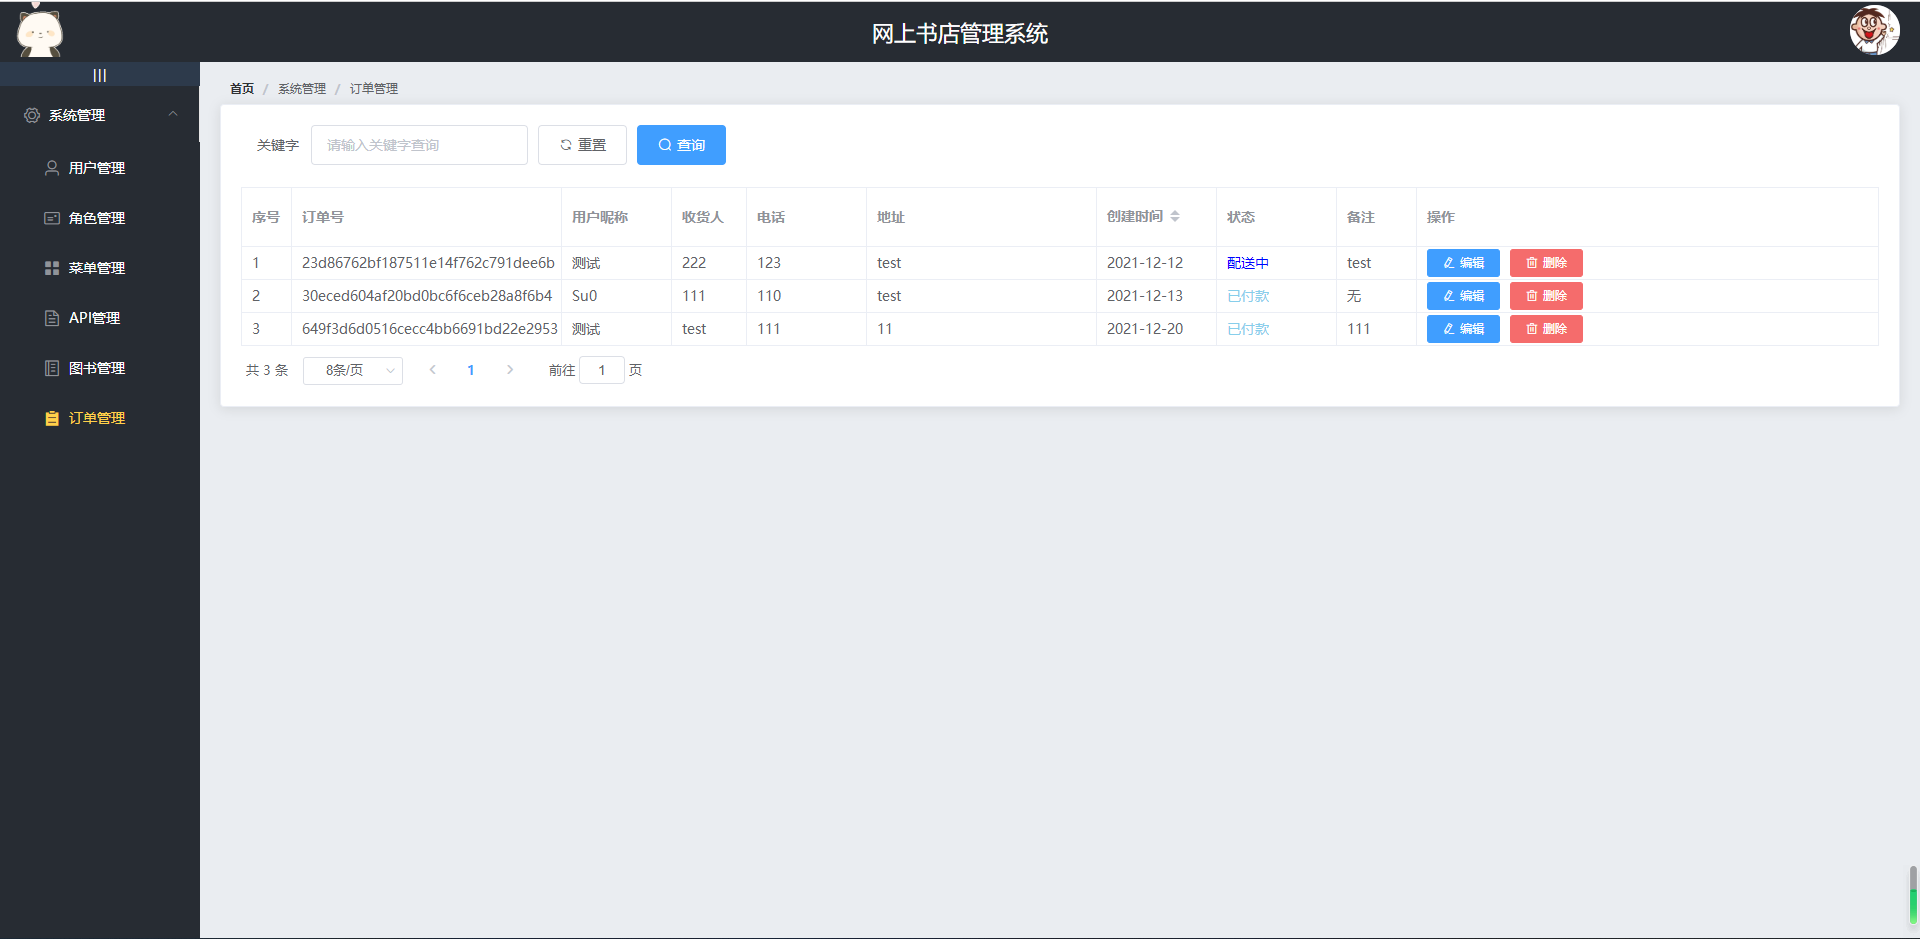 网上书店管理系统
|||
系统管理
用户管理
角色管理
菜单管理
API管理
图书管理
订单管理
首页 / 系统管理 / 订单管理
关键字 请输入关键字查询 重置 查询
序号 订单号 用户昵称 收货人 电话 地址 创建时间 状态 备注 操作
1 23d86762bf187511e14f762c791dee6b 测试 222 123 test 2021-12-12 配送中 test 编辑 删除
2 30eced604af20bd0bc6f6ceb28a8f6b4 Su0 111 110 test 2021-12-13 已付款 无 编辑 删除
3 649f3d6d0516cecc4bb6691bd22e2953 测试 test 111 11 2021-12-20 已付款 111 编辑 删除
共 3 条 8条/页 1 前往 1 页